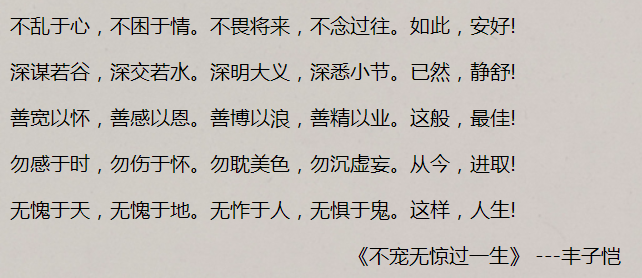 不乱于心，不困于情。不畏将来，不念过往。如此，安好!
深谋若谷，深交若水。深明大义，深悉小节。已然，静舒!
善宽以怀，善感以恩。善博以浪，善精以业。这般，最佳!
勿感于时，勿伤于怀。勿耽美色，勿沉虚妄。从今，进取!
无愧于天，无愧于地。无怍于人，无惧于鬼。这样，人生!
《不宠无惊过一生》 ---丰子恺